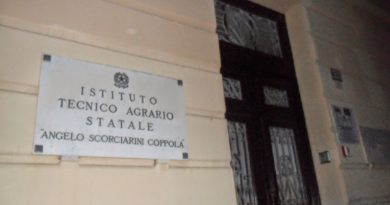 ISTITUTO
TECNICO AGRARIO
STATALE
"ANGELO SCORCIARINI COPPOLA"